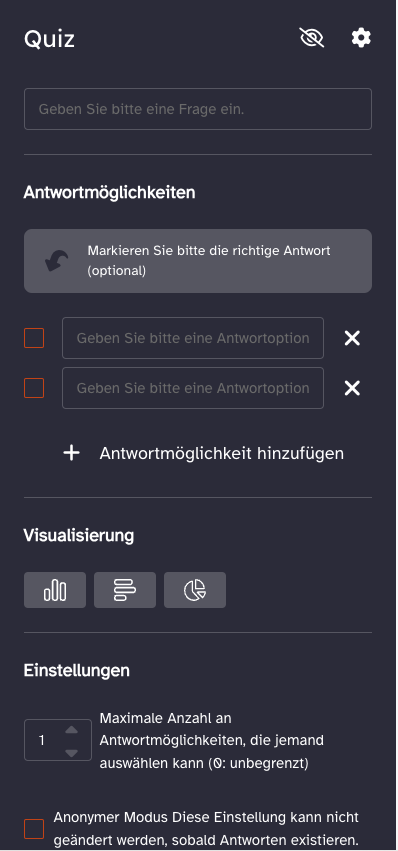 Quiz
Geben Sie bitte eine Frage ein.
Antwortmöglichkeiten
Markieren Sie bitte die richtige Antwort
(optional)
Geben Sie bitte eine Antwortoption
Geben Sie bitte eine Antwortoption
Antwortmöglichkeit hinzufügen
Visualisierung
Einstellungen
1
Maximale Anzahl an
Antwortmöglichkeiten, die jemand
auswählen kann (0: unbegrenzt)
Anonymer Modus Diese Einstellung kann nicht
geändert werden, sobald Antworten existieren.